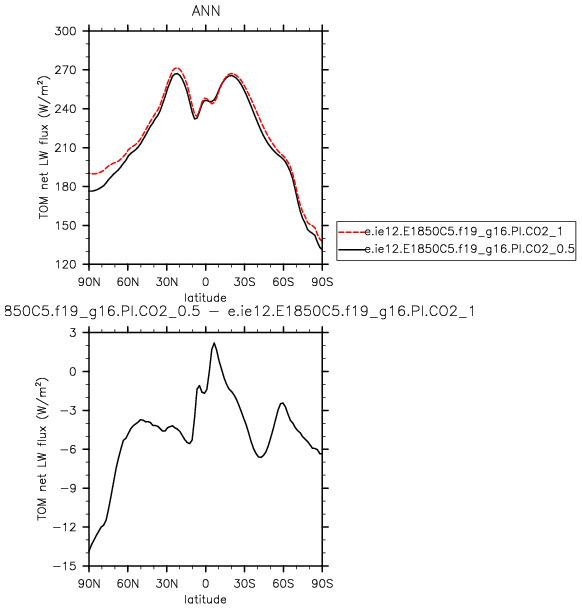 ANN
300
270
240
210
180
150
120
TOM net LW flux (W/m²)
90N 60N 30N 0 30S 60S 90S
latitude
e.ie12.E1850C5.f19_g16.PI.CO2_1
e.ie12.E1850C5.f19_g16.PI.CO2_0.5
850C5.f19_g16.PI.CO2_0.5 − e.ie12.E1850C5.f19_g16.PI.CO2_1
3
0
−3
−6
−9
−12
−15
TOM net LW flux (W/m²)
90N 60N 30N 0 30S 60S 90S
latitude